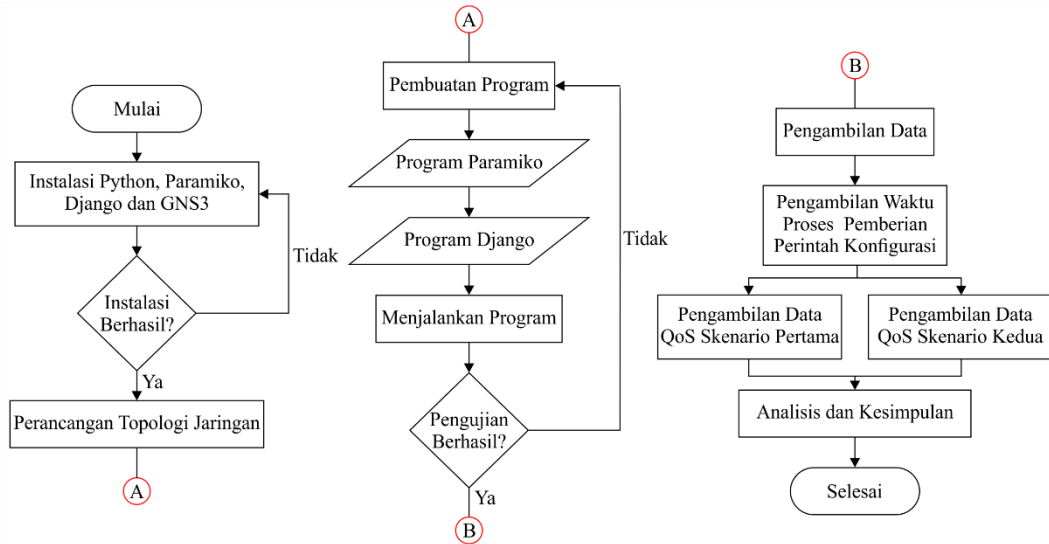 Mulai
Instalasi Python, Paramiko,
Django dan GNS3
Tidak
Instalasi
Berhasil?
Ya
Perancangan Topologi Jaringan
A
A
Pembuatan Program
Program Paramiko
Program Django
Tidak
Menjalankan Program
Pengujian
Berhasil?
Ya
B
B
Pengambilan Data
Pengambilan Waktu
Proses Pemberian
Perintah Konfigurasi
Pengambilan Data
QoS Skenario Pertama
Pengambilan Data
QoS Skenario Kedua
Analisis dan Kesimpulan
Selesai